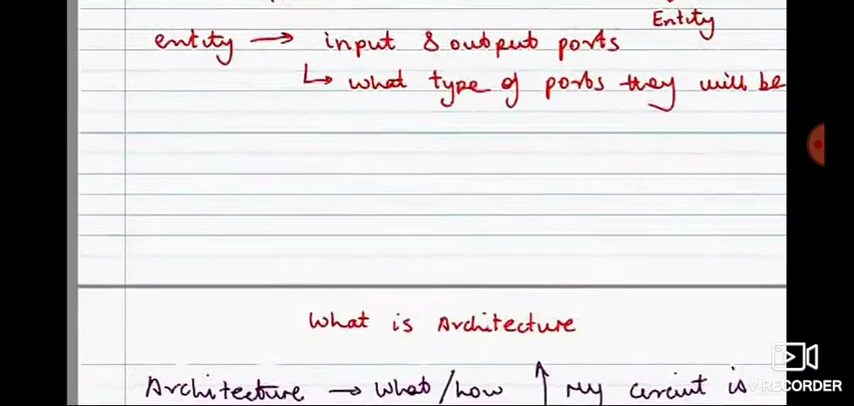 Entity
entity → input & output ports
↳ what type of ports they will be
What is Architecture
Architecture → what/how ↑ my circuit is
V RECORDER